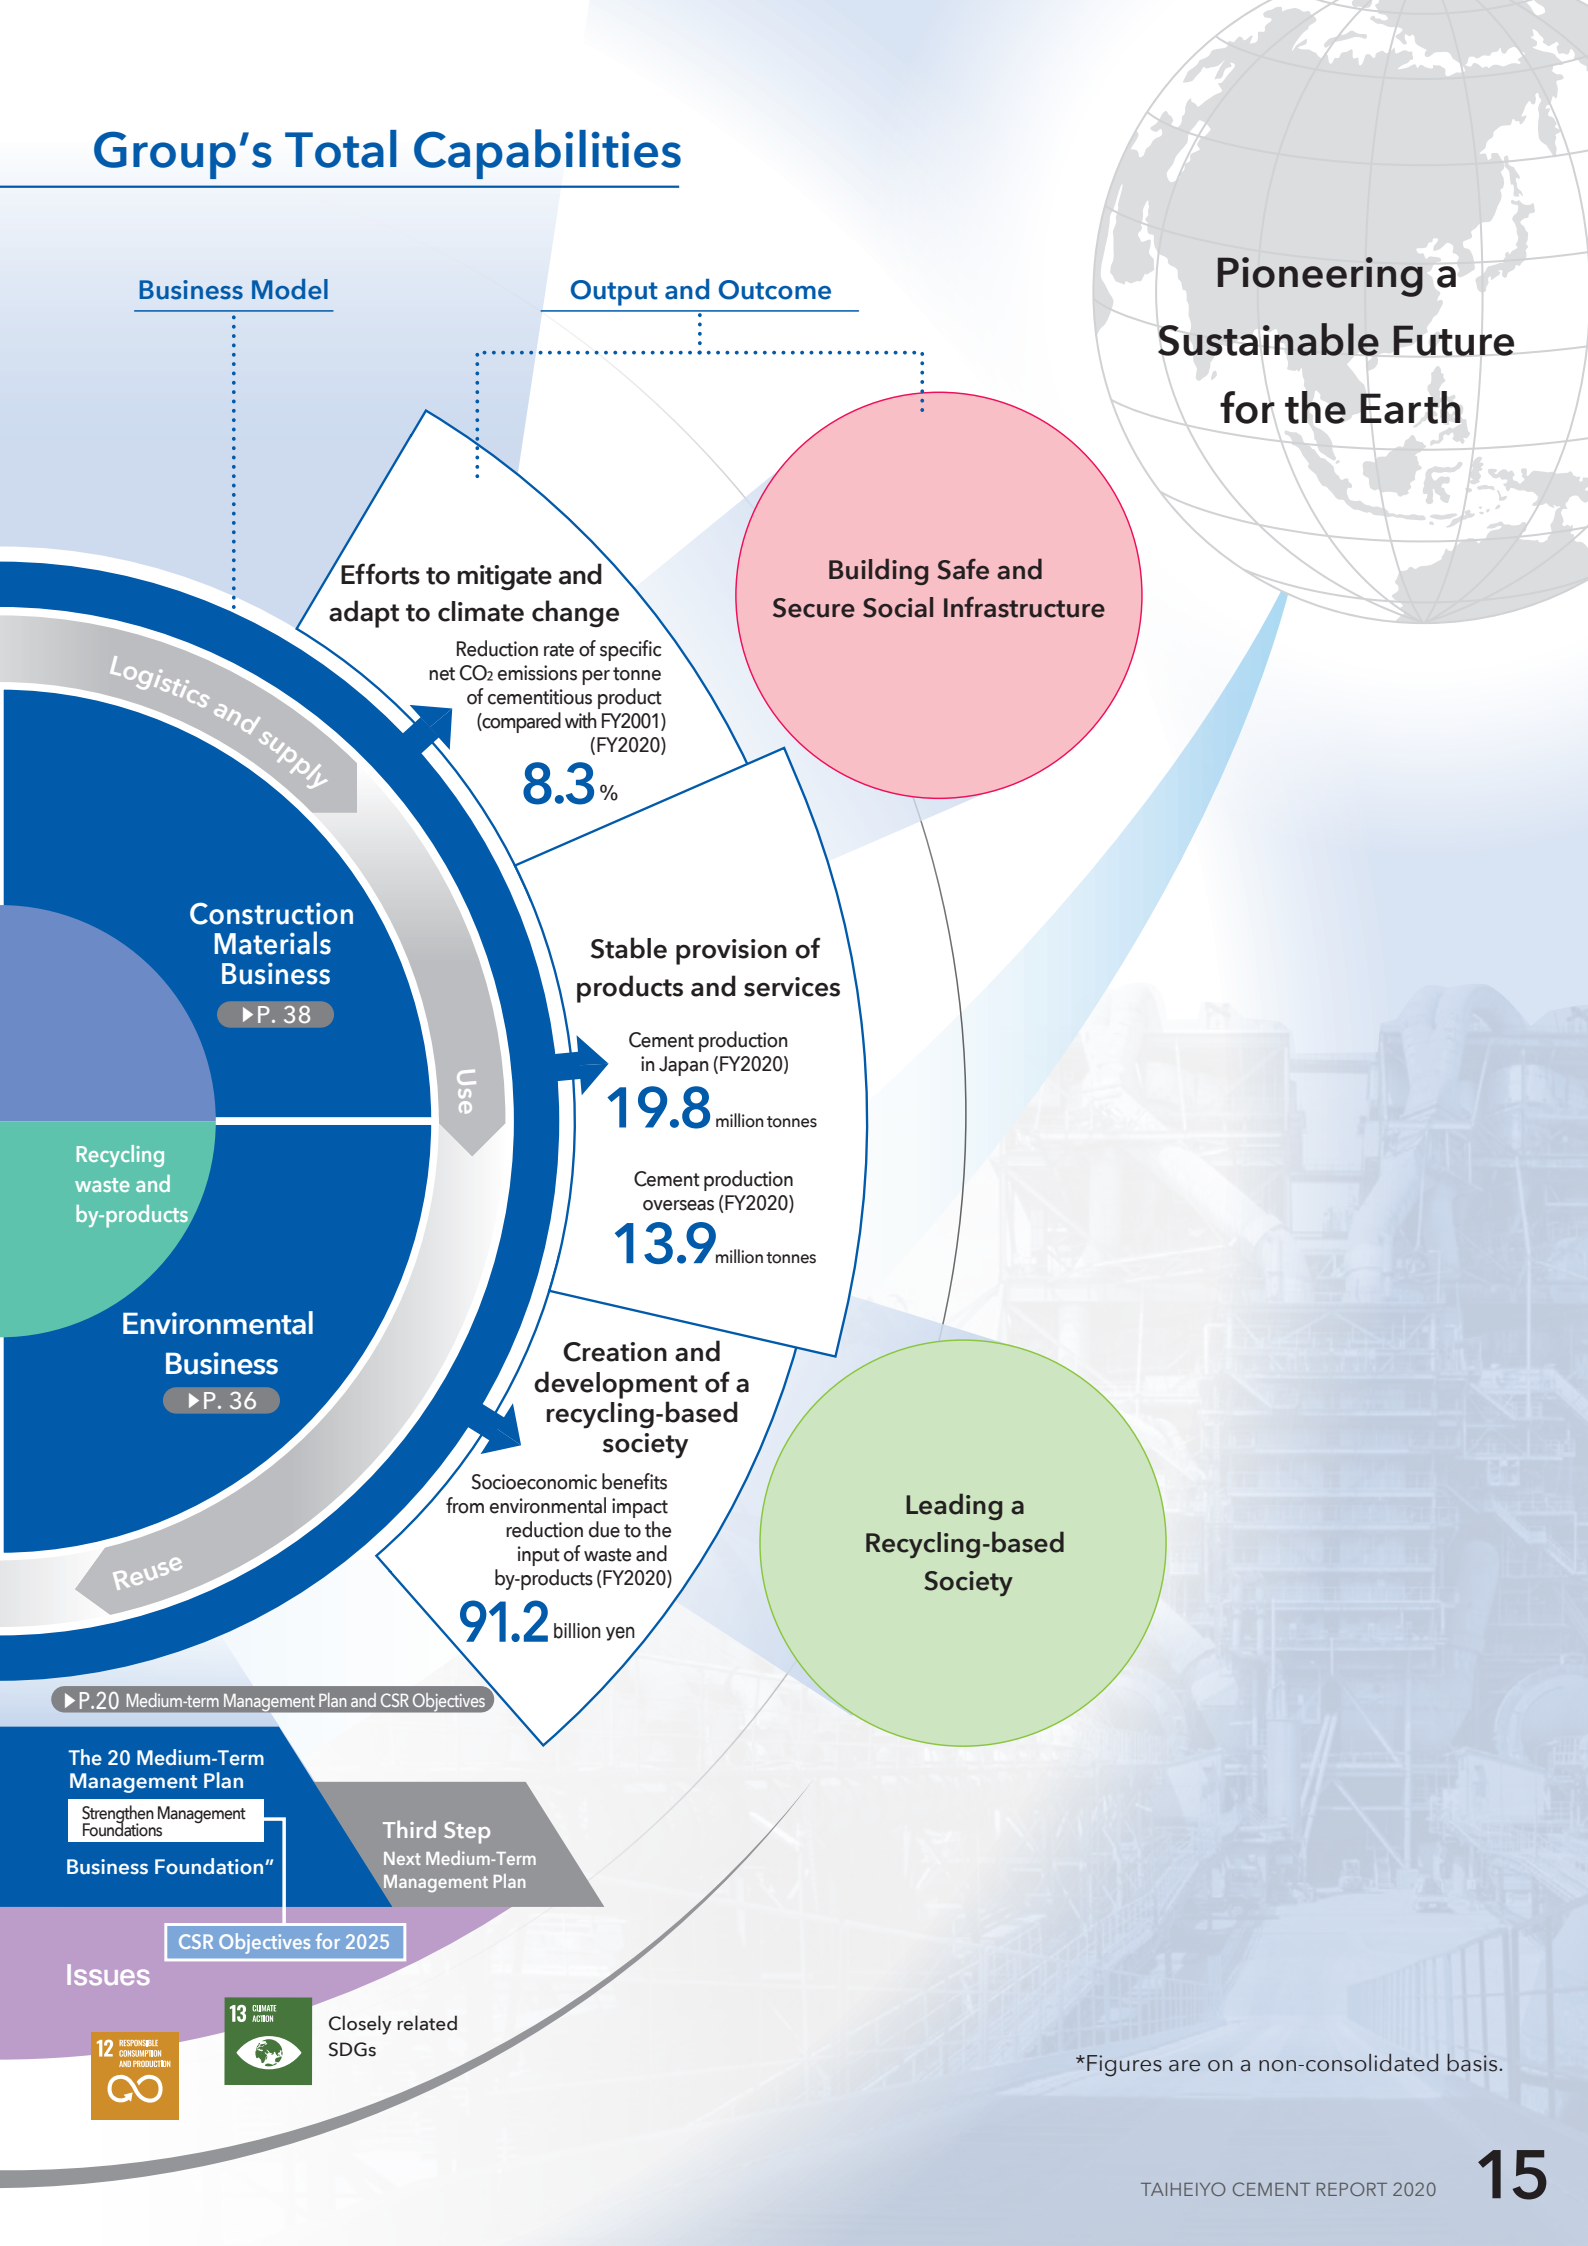 Group’s Total Capabilities
Business Model
Output and Outcome
Pioneering a
Sustainable Future
for the Earth
Efforts to mitigate and
adapt to climate change
Reduction rate of specific
net CO2 emissions per tonne
of cementitious product
(compared with FY2001)
(FY2020)
8.3 %
Building Safe and
Secure Social Infrastructure
Logistics and supply
Construction
Materials
Business
▶P. 38
Use
Stable provision of
products and services
Cement production
in Japan (FY2020)
19.8 million tonnes
Cement production
overseas (FY2020)
13.9 million tonnes
Recycling
waste and
by-products
Environmental
Business
▶P. 36
Reuse
Creation and
development of a
recycling-based
society
Socioeconomic benefits
from environmental impact
reduction due to the
input of waste and
by-products (FY2020)
91.2 billion yen
Leading a
Recycling-based
Society
▶P.20 Medium-term Management Plan and CSR Objectives
The 20 Medium-Term
Management Plan
Strengthen Management
Foundations
Business Foundation”
Third Step
Next Medium-Term
Management Plan
CSR Objectives for 2025
Issues
13 CLIMATE
ACTION
12 RESPONSIBLE
CONSUMPTION
AND PRODUCTION
Closely related
SDGs
*Figures are on a non-consolidated basis.
TAIHEIYO CEMENT REPORT 2020 15